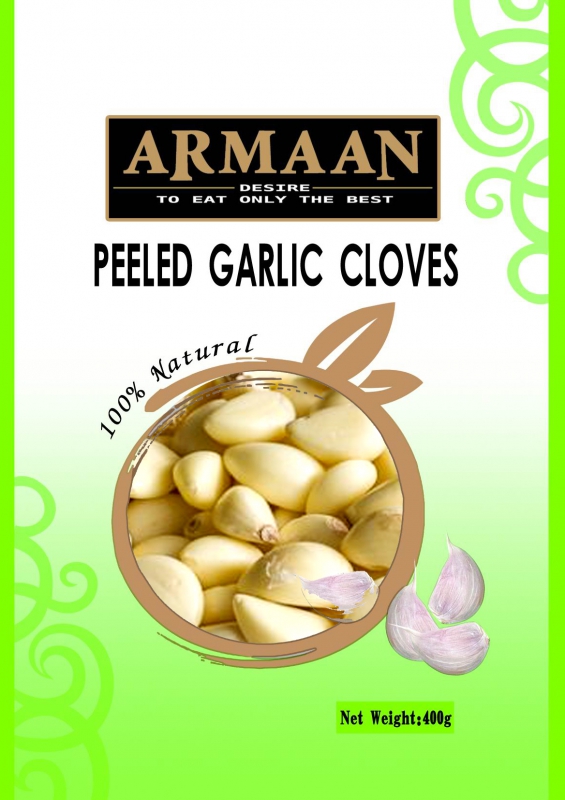 ARMAAN
DESIRE
TO EAT ONLY THE BEST
PEELED GARLIC CLOVES
100% Natural
Net Weight:400g